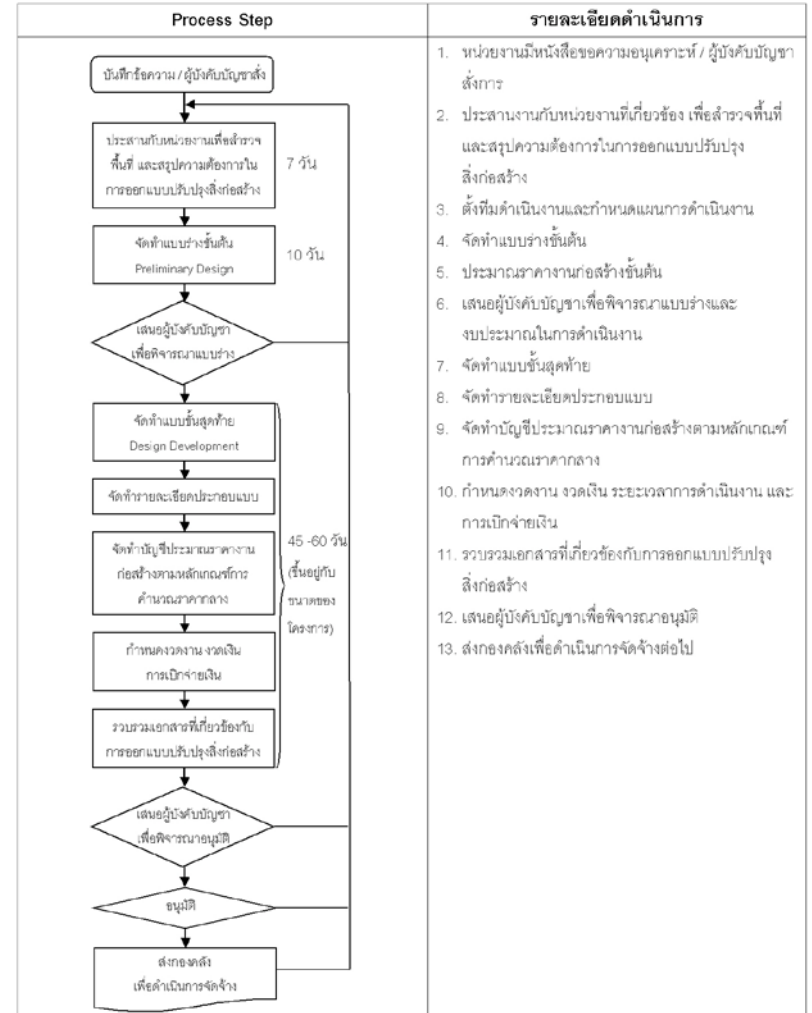 Process Step
รายละเอียดดำเนินการ
บันทึกข้อความ / ผู้บังคับบัญชาสั่ง
ประสานกับหน่วยงานเพื่อสำรวจ
พื้นที่ และสรุปความต้องการใน
การออกแบบปรับปรุงสิ่งก่อสร้าง
7 วัน
จัดทำแบบร่างขั้นต้น
Preliminary Design
10 วัน
เสนอผู้บังคับบัญชา
เพื่อพิจารณาแบบร่าง
จัดทำแบบขั้นสุดท้าย
Design Development
จัดทำรายละเอียดประกอบแบบ
จัดทำบัญชีประมาณราคางาน
ก่อสร้างตามหลักเกณฑ์การ
คำนวณราคากลาง
45 -60 วัน
(ขึ้นอยู่กับ
ขนาดของ
โครงการ)
กำหนดงวดงาน งวดเงิน
การเบิกจ่ายเงิน
รวบรวมเอกสารที่เกี่ยวข้องกับ
การออกแบบปรับปรุงสิ่งก่อสร้าง
เสนอผู้บังคับบัญชา
เพื่อพิจารณาอนุมัติ
อนุมัติ
ส่งกองคลัง
เพื่อดำเนินการจัดจ้าง
1. หน่วยงานมีหนังสือขอความอนุเคราะห์ / ผู้บังคับบัญชา
สั่งการ
2. ประสานงานกับหน่วยงานที่เกี่ยวข้อง เพื่อสำรวจพื้นที่
และสรุปความต้องการในการออกแบบปรับปรุง
สิ่งก่อสร้าง
3. ตั้งทีมดำเนินงานและกำหนดแผนการดำเนินงาน
4. จัดทำแบบร่างขั้นต้น
5. ประมาณราคางานก่อสร้างขั้นต้น
6. เสนอผู้บังคับบัญชาเพื่อพิจารณาแบบร่างและ
งบประมาณในการดำเนินงาน
7. จัดทำแบบขั้นสุดท้าย
8. จัดทำรายละเอียดประกอบแบบ
9. จัดทำบัญชีประมาณราคางานก่อสร้างตามหลักเกณฑ์
การคำนวณราคากลาง
10. กำหนดงวดงาน งวดเงิน ระยะเวลาการดำเนินงาน และ
การเบิกจ่ายเงิน
11. รวบรวมเอกสารที่เกี่ยวข้องกับการออกแบบปรับปรุง
สิ่งก่อสร้าง
12. เสนอผู้บังคับบัญชาเพื่อพิจารณาอนุมัติ
13. ส่งกองคลังเพื่อดำเนินการจัดจ้างต่อไป